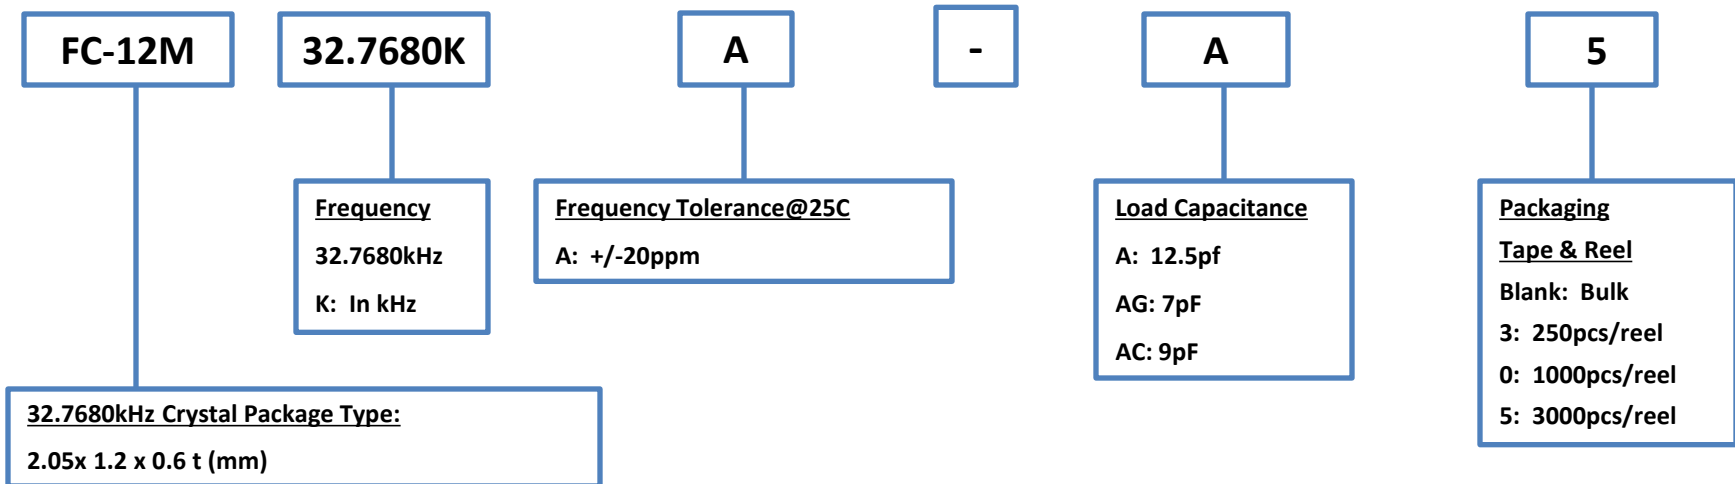 FC-12M 32.7680K A - A 5
Frequency
32.7680kHz
K: In kHz
Frequency Tolerance@25C
A: +/-20ppm
Load Capacitance
A: 12.5pf
AG: 7pF
AC: 9pF
Packaging
Tape & Reel
Blank: Bulk
3: 250pcs/reel
0: 1000pcs/reel
5: 3000pcs/reel
32.7680kHz Crystal Package Type:
2.05x 1.2 x 0.6 t (mm)